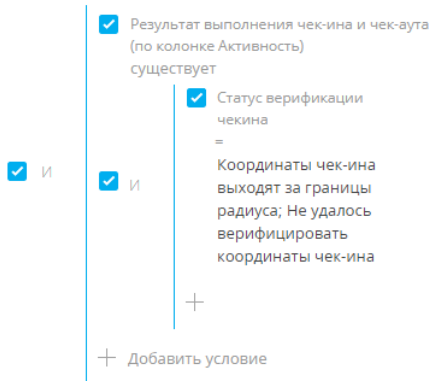 Результат выполнения чек-ина и чек-аута
(по колонке Активность)
существует
Статус верификации
чекина
=
Координаты чек-ина
выходят за границы
радиуса; Не удалось
верифицировать
координаты чек-ина
И
И
Добавить условие